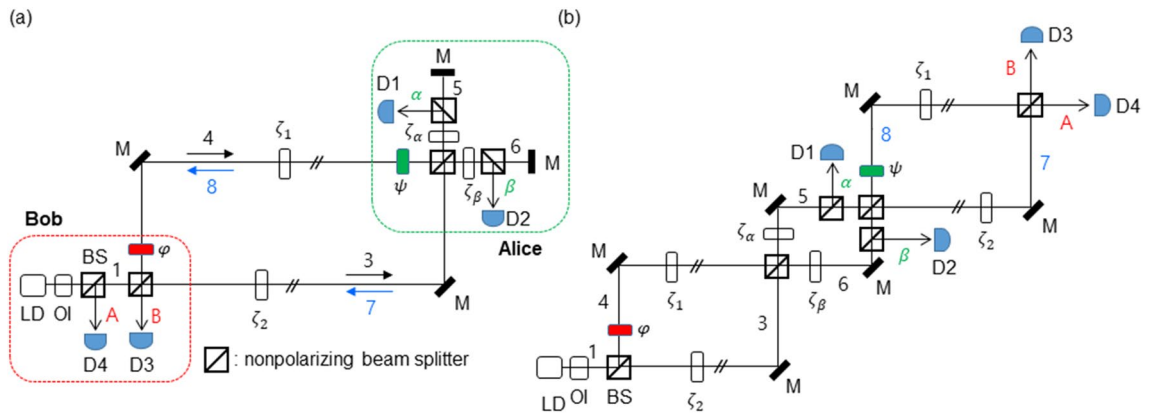 (a)
M
D1
α
5
4
ζ₁
ζα
6
M
M
8
ψ
ζβ
β
D2
Bob
φ
Alice
BS
1
ζ₂
3
LD
OI
A
B
7
M
D4
D3
: nonpolarizing beam splitter
(b)
D3
ζ₁
B
M
D4
A
8
D1
ψ
7
α
M
5
ζ₂
M
ζα
β
D2
M
ζ₁
ζβ
6
M
4
3
φ
1
LD
OI
BS
ζ₂
M